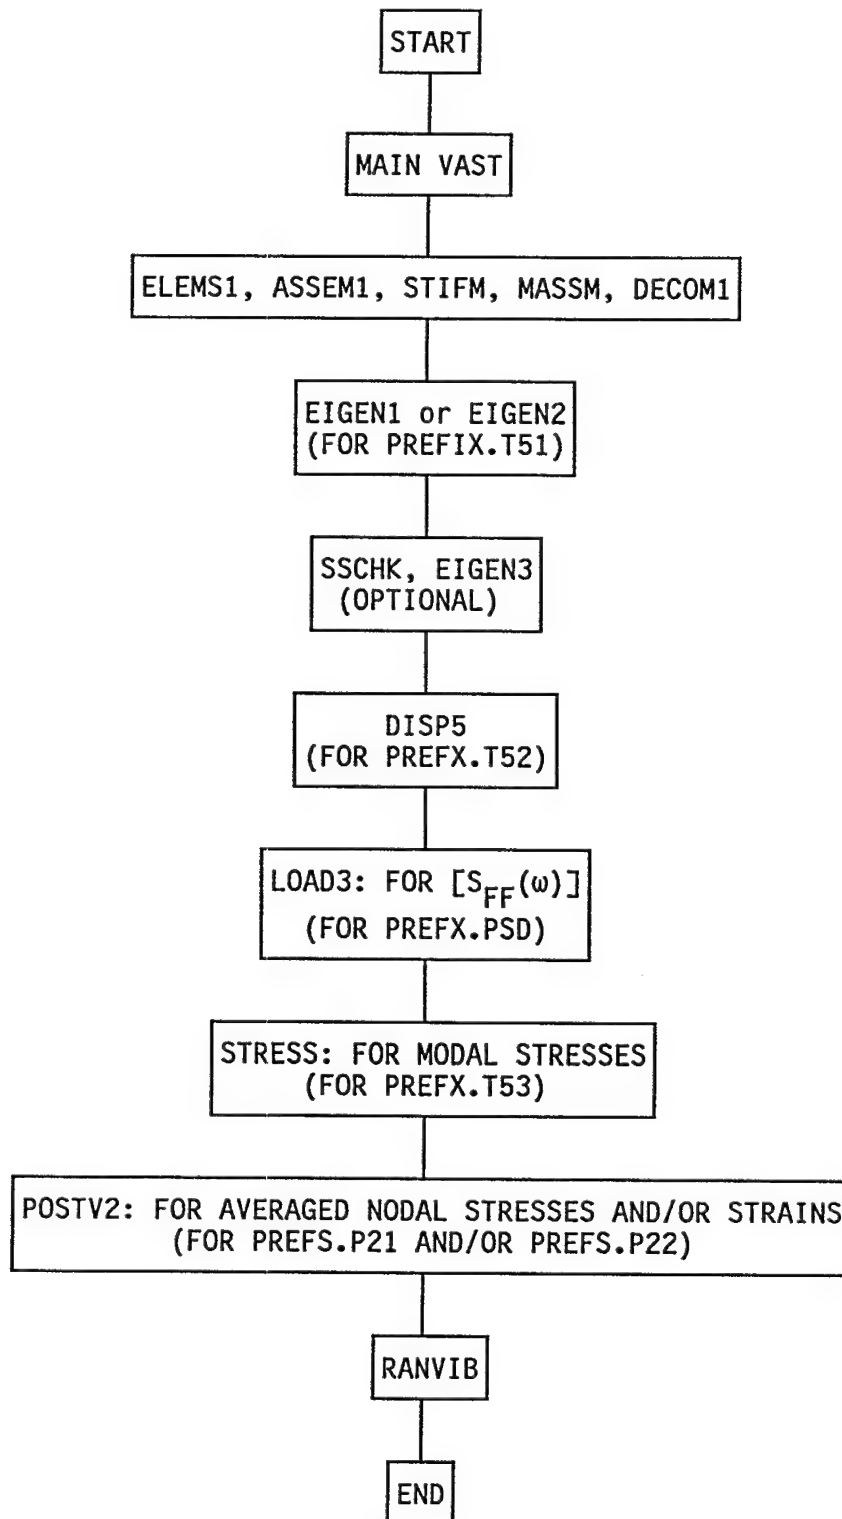 START
MAIN VAST
ELEMS1, ASSEM1, STIFM, MASSM, DECOM1
EIGEN1 or EIGEN2
(FOR PREFIX.T51)
SSCHK, EIGEN3
(OPTIONAL)
DISP5
(FOR PREFX.T52)
LOAD3: FOR [S_FF(ω)]
(FOR PREFX.PSD)
STRESS: FOR MODAL STRESSES
(FOR PREFX.T53)
POSTV2: FOR AVERAGED NODAL STRESSES AND/OR STRAINS
(FOR PREFS.P21 AND/OR PREFS.P22)
RANVIB
END